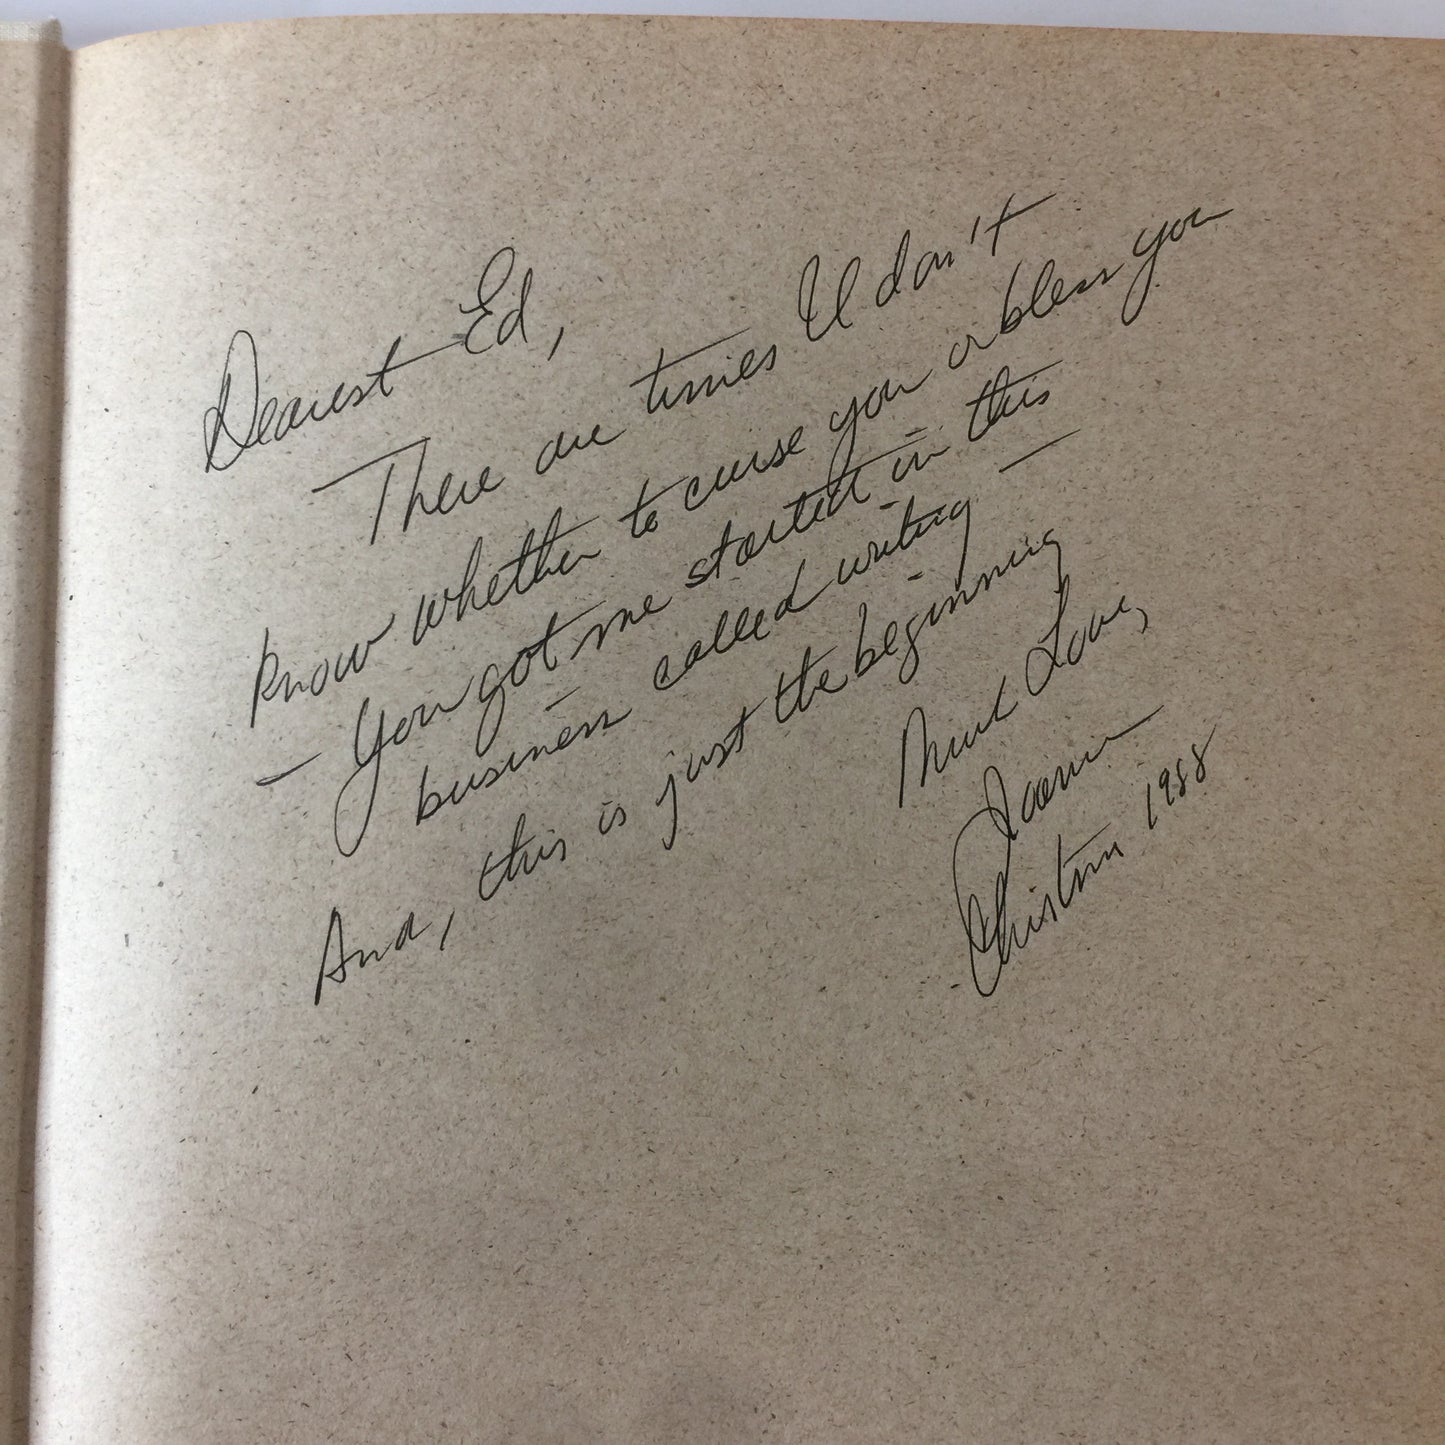 Dearest Ed,
There are times I don't
know whether to curse you or bless you
— You got me started in this
business called writing —
And, this is just the beginning
Much Love,
Joanne
Christmas 1988